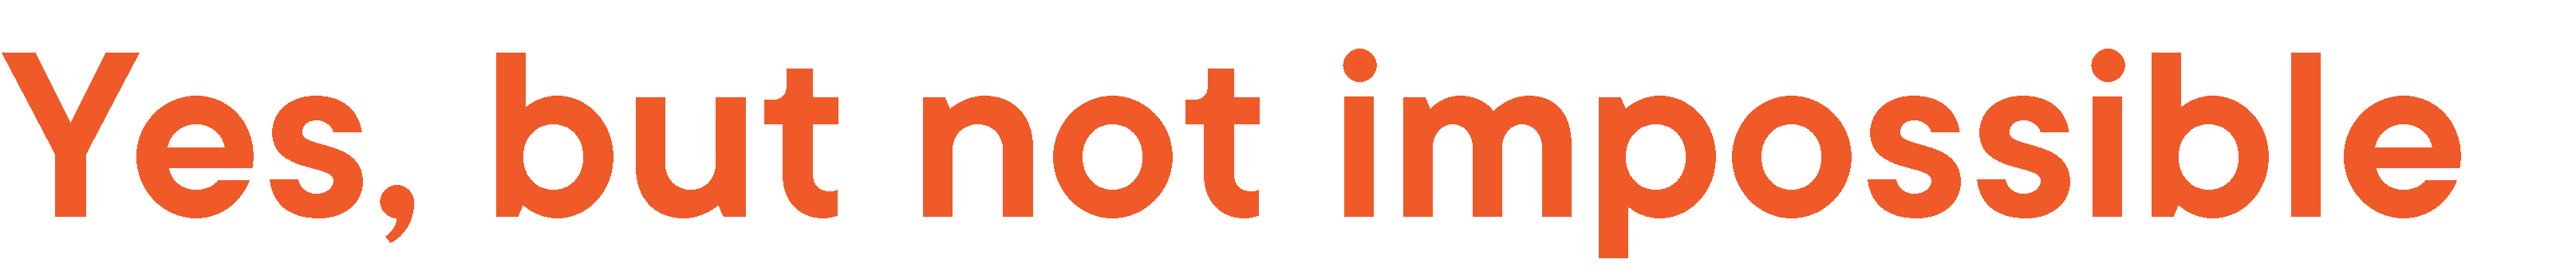 Yes, but not impossible